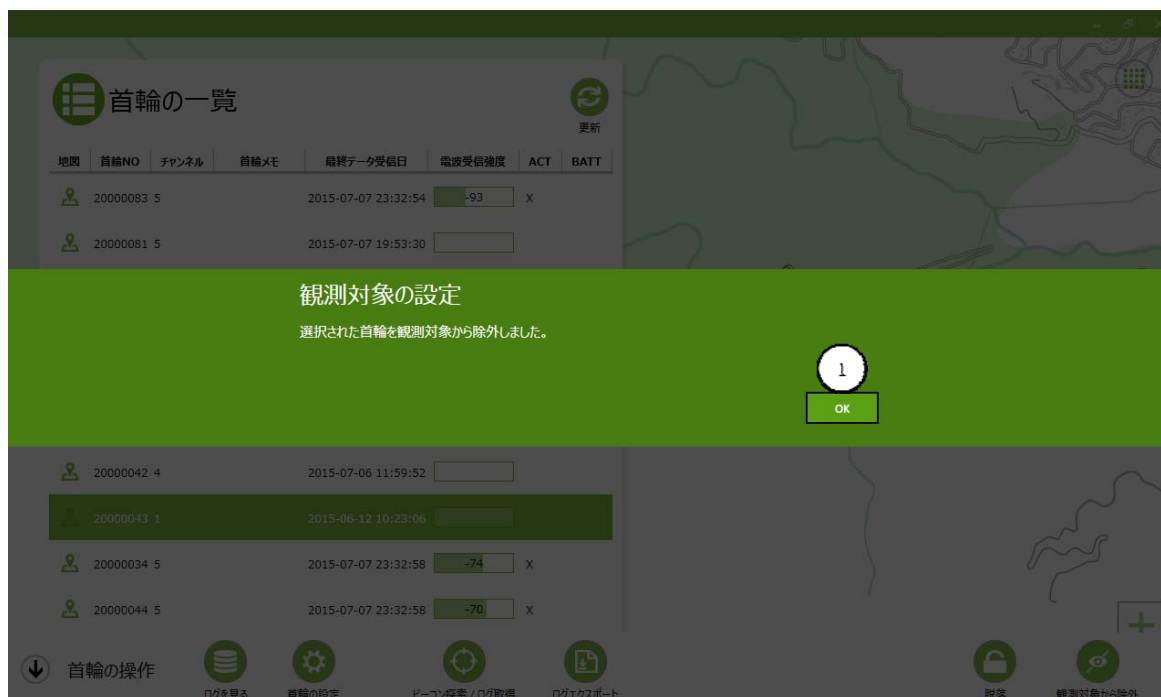 首輪の一覧
更新
地図 首輪NO チャンネル 首輪メモ 最終データ受信日 電波受信強度 ACT BATT
20000083 5 2015-07-07 23:32:54 -93 X
20000081 5 2015-07-07 19:53:30
観測対象の設定
選択された首輪を観測対象から除外しました。
1
OK
20000042 4 2015-07-06 11:59:52
20000043 1 2015-06-12 10:23:06
20000034 5 2015-07-07 23:32:58 -74 X
20000044 5 2015-07-07 23:32:58 -70 X
首輪の操作
ログを見る 首輪の設定 ビーコン探索 / ログ取得 ログエクスポート 脱落 観測対象から除外